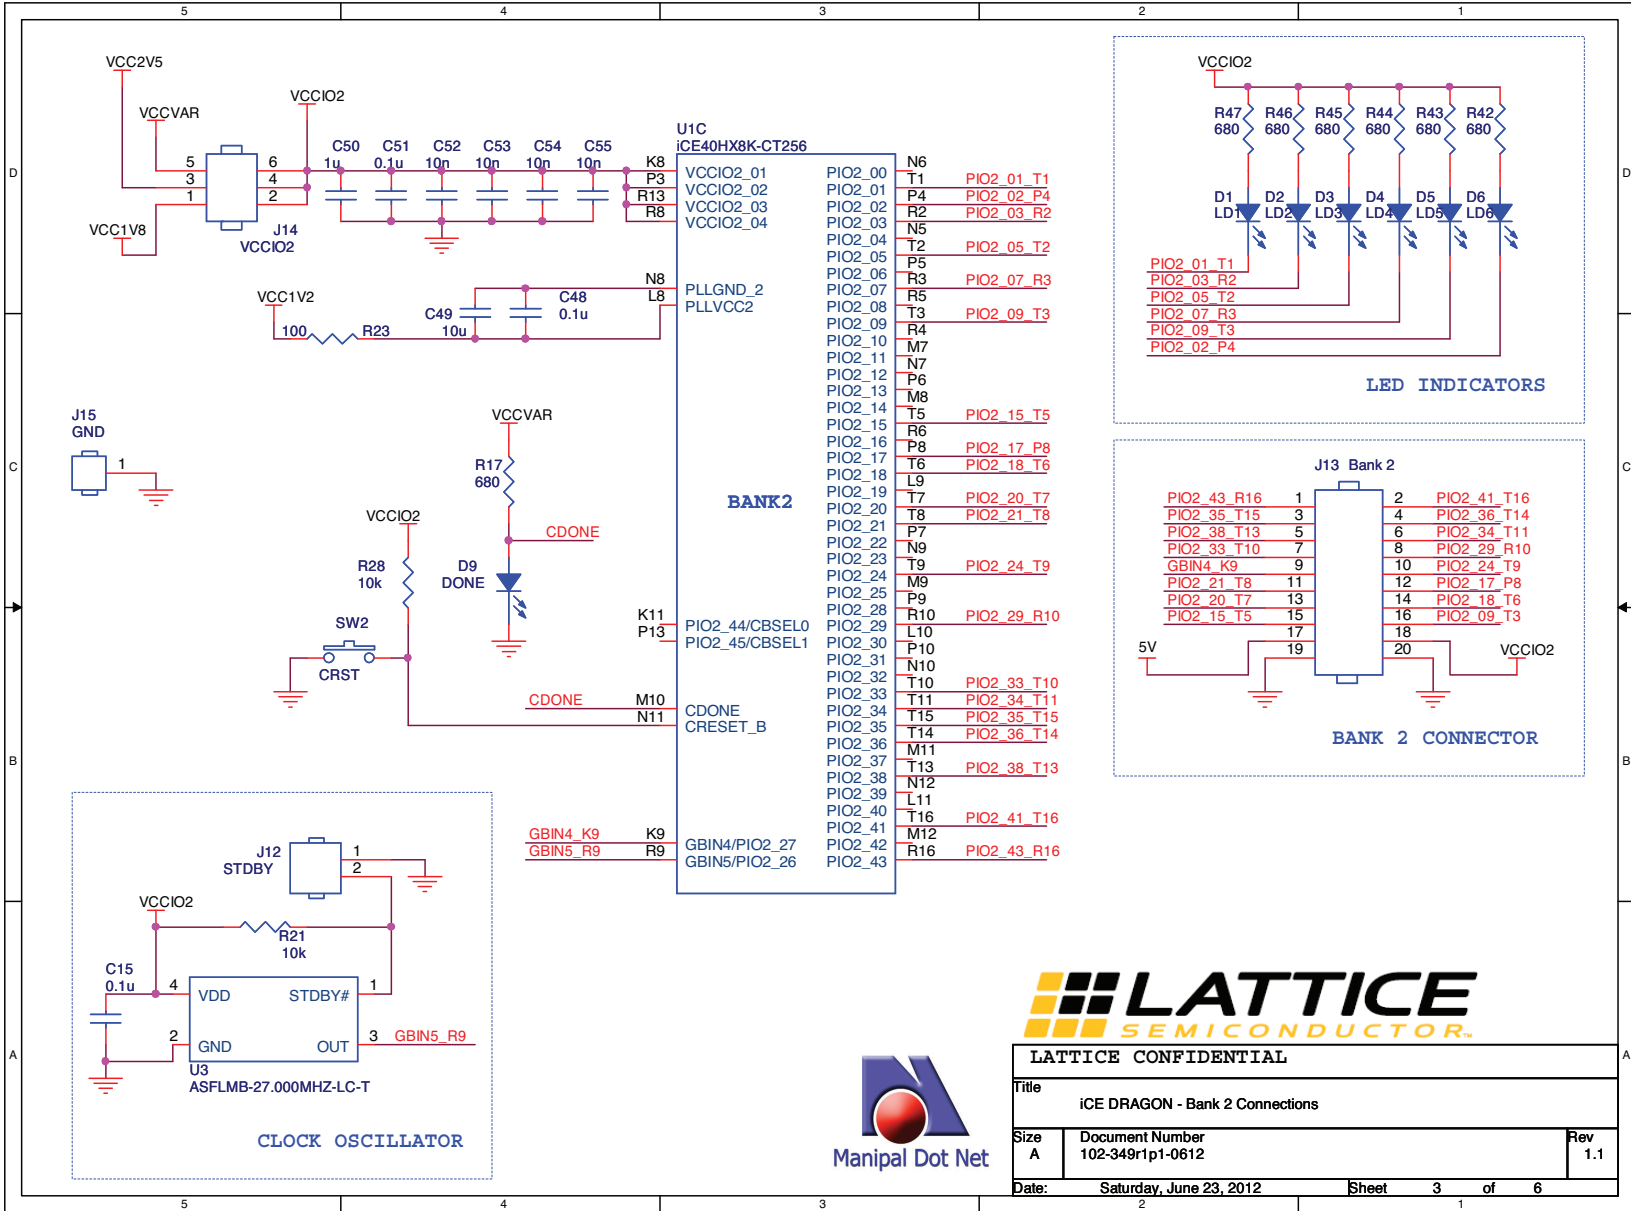 5 4 3 2 1
D
C
B
A
VCC2V5
VCCVAR
VCCIO2
5 6
3 4
1 2
VCC1V8
J14
VCCIO2
C50 C51 C52 C53 C54 C55
1u 0.1u 10n 10n 10n 10n
U1C
iCE40HX8K-CT256
K8 VCCIO2_01
P3 VCCIO2_02
R13 VCCIO2_03
R8 VCCIO2_04
N8 PLLGND_2
L8 PLLVCC2
VCC1V2
100 R23
C49
10u
C48
0.1u
J15
GND
1
VCCVAR
R17
680
CDONE
D9
DONE
VCCIO2
R28
10k
SW2
CRST
K11 PIO2_44/CBSEL0
P13 PIO2_45/CBSEL1
CDONE M10 CDONE
N11 CRESET_B
GBIN4_K9 K9 GBIN4/PIO2_27
GBIN5_R9 R9 GBIN5/PIO2_26
BANK2
PIO2_00 N6
PIO2_01 T1 PIO2_01_T1
PIO2_02 P4 PIO2_02_P4
PIO2_03 R2 PIO2_03_R2
PIO2_04 N5
PIO2_05 T2 PIO2_05_T2
PIO2_06 P5
PIO2_07 R3 PIO2_07_R3
PIO2_08 R5
PIO2_09 T3 PIO2_09_T3
PIO2_10 R4
PIO2_11 M7
PIO2_12 N7
PIO2_13 P6
PIO2_14 M8
PIO2_15 T5 PIO2_15_T5
PIO2_16 R6
PIO2_17 P8 PIO2_17_P8
PIO2_18 T6 PIO2_18_T6
PIO2_19 L9
PIO2_20 T7 PIO2_20_T7
PIO2_21 T8 PIO2_21_T8
PIO2_22 P7
PIO2_23 N9
PIO2_24 T9 PIO2_24_T9
PIO2_25 M9
PIO2_28 P9
PIO2_29 R10 PIO2_29_R10
PIO2_30 L10
PIO2_31 P10
PIO2_32 N10
PIO2_33 T10 PIO2_33_T10
PIO2_34 T11 PIO2_34_T11
PIO2_35 T15 PIO2_35_T15
PIO2_36 T14 PIO2_36_T14
PIO2_37 M11
PIO2_38 T13 PIO2_38_T13
PIO2_39 N12
PIO2_40 L11
PIO2_41 T16 PIO2_41_T16
PIO2_42 M12
PIO2_43 R16 PIO2_43_R16
VCCIO2
R47 R46 R45 R44 R43 R42
680 680 680 680 680 680
D1 D2 D3 D4 D5 D6
LD1 LD2 LD3 LD4 LD5 LD6
PIO2_01_T1
PIO2_03_R2
PIO2_05_T2
PIO2_07_R3
PIO2_09_T3
PIO2_02_P4
LED INDICATORS
J13 Bank 2
PIO2_43_R16 1 2 PIO2_41_T16
PIO2_35_T15 3 4 PIO2_36_T14
PIO2_38_T13 5 6 PIO2_34_T11
PIO2_33_T10 7 8 PIO2_29_R10
GBIN4_K9 9 10 PIO2_24_T9
PIO2_21_T8 11 12 PIO2_17_P8
PIO2_20_T7 13 14 PIO2_18_T6
PIO2_15_T5 15 16 PIO2_09_T3
17 18
5V 19 20 VCCIO2
BANK 2 CONNECTOR
J12
STDBY
1
2
VCCIO2
R21
10k
C15
0.1u
4 VDD STDBY# 1
2 GND OUT 3 GBIN5_R9
U3
ASFLMB-27.000MHZ-LC-T
CLOCK OSCILLATOR
Manipal Dot Net
LATTICE
SEMICONDUCTOR™
LATTICE CONFIDENTIAL
Title
iCE DRAGON - Bank 2 Connections
Size Document Number Rev
A 102-349r1p1-0612 1.1
Date: Saturday, June 23, 2012 Sheet 3 of 6
D
C
B
A
5 4 3 2 1